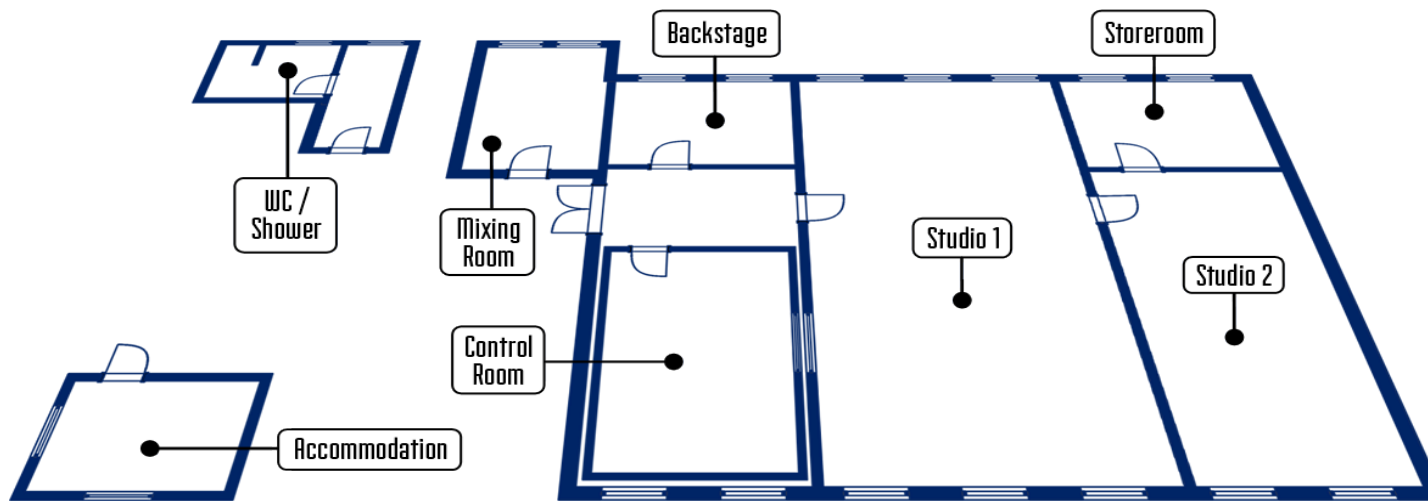 Backstage
Storeroom
WC /
Shower
Mixing
Room
Studio 1
Studio 2
Control
Room
Accommodation